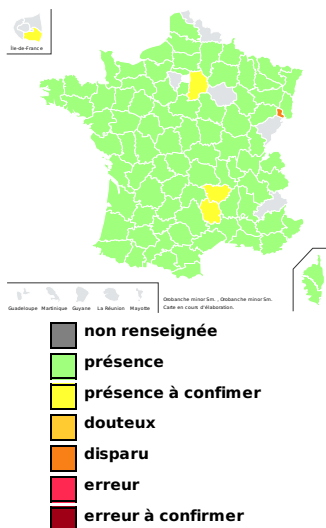 Île-de-France
Guadeloupe Martinique Guyane La Réunion Mayotte
Orobanche minor Sm. , Orobanche minor Sm.
Carte en cours d'élaboration.
non renseignée
présence
présence à confimer
douteux
disparu
erreur
erreur à confirmer